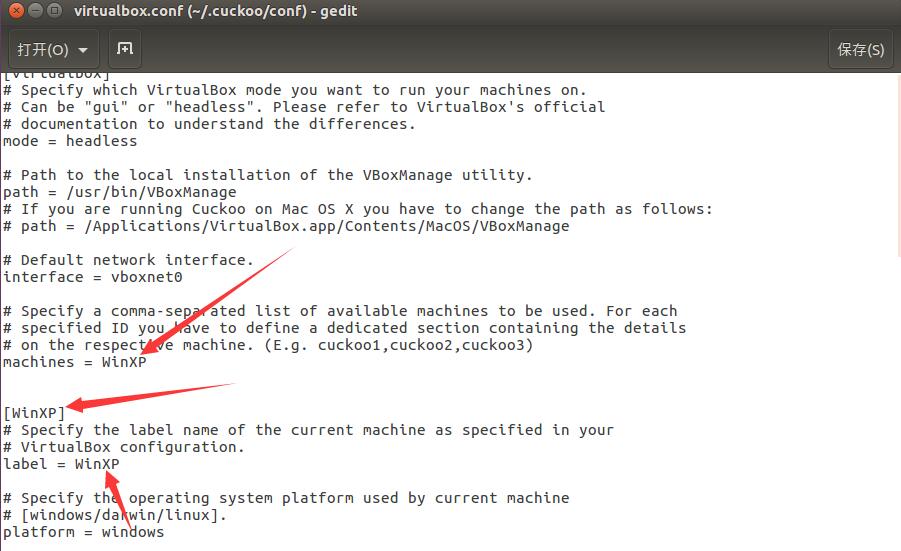 virtualbox.conf (~/.cuckoo/conf) - gedit
打开(O)
保存(S)
[virtualbox]
# Specify which VirtualBox mode you want to run your machines on.
# Can be "gui" or "headless". Please refer to VirtualBox's official
# documentation to understand the differences.
mode = headless
# Path to the local installation of the VBoxManage utility.
path = /usr/bin/VBoxManage
# If you are running Cuckoo on Mac OS X you have to change the path as follows:
# path = /Applications/VirtualBox.app/Contents/MacOS/VBoxManage
# Default network interface.
interface = vboxnet0
# Specify a comma-separated list of available machines to be used. For each
# specified ID you have to define a dedicated section containing the details
# on the respective machine. (E.g. cuckoo1,cuckoo2,cuckoo3)
machines = WinXP
[WinXP]
# Specify the label name of the current machine as specified in your
# VirtualBox configuration.
label = WinXP
# Specify the operating system platform used by current machine
# [windows/darwin/linux].
platform = windows